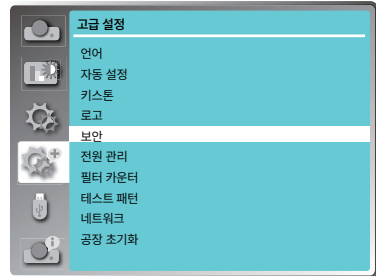 고급 설정
언어
자동 설정
키스톤
로고
보안
전원 관리
필터 카운터
테스트 패턴
네트워크
공장 초기화